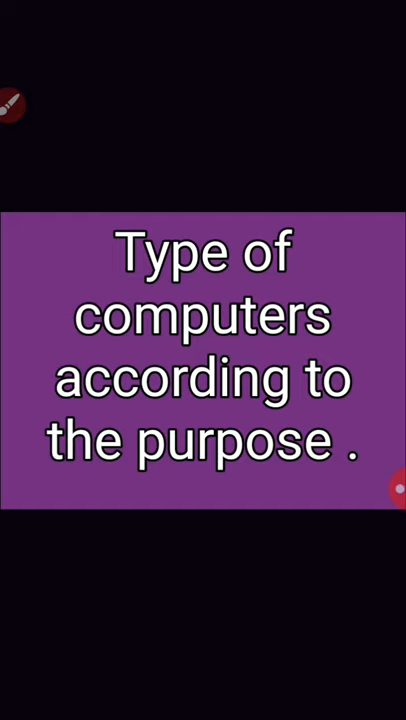 Type of
computers
according to
the purpose .